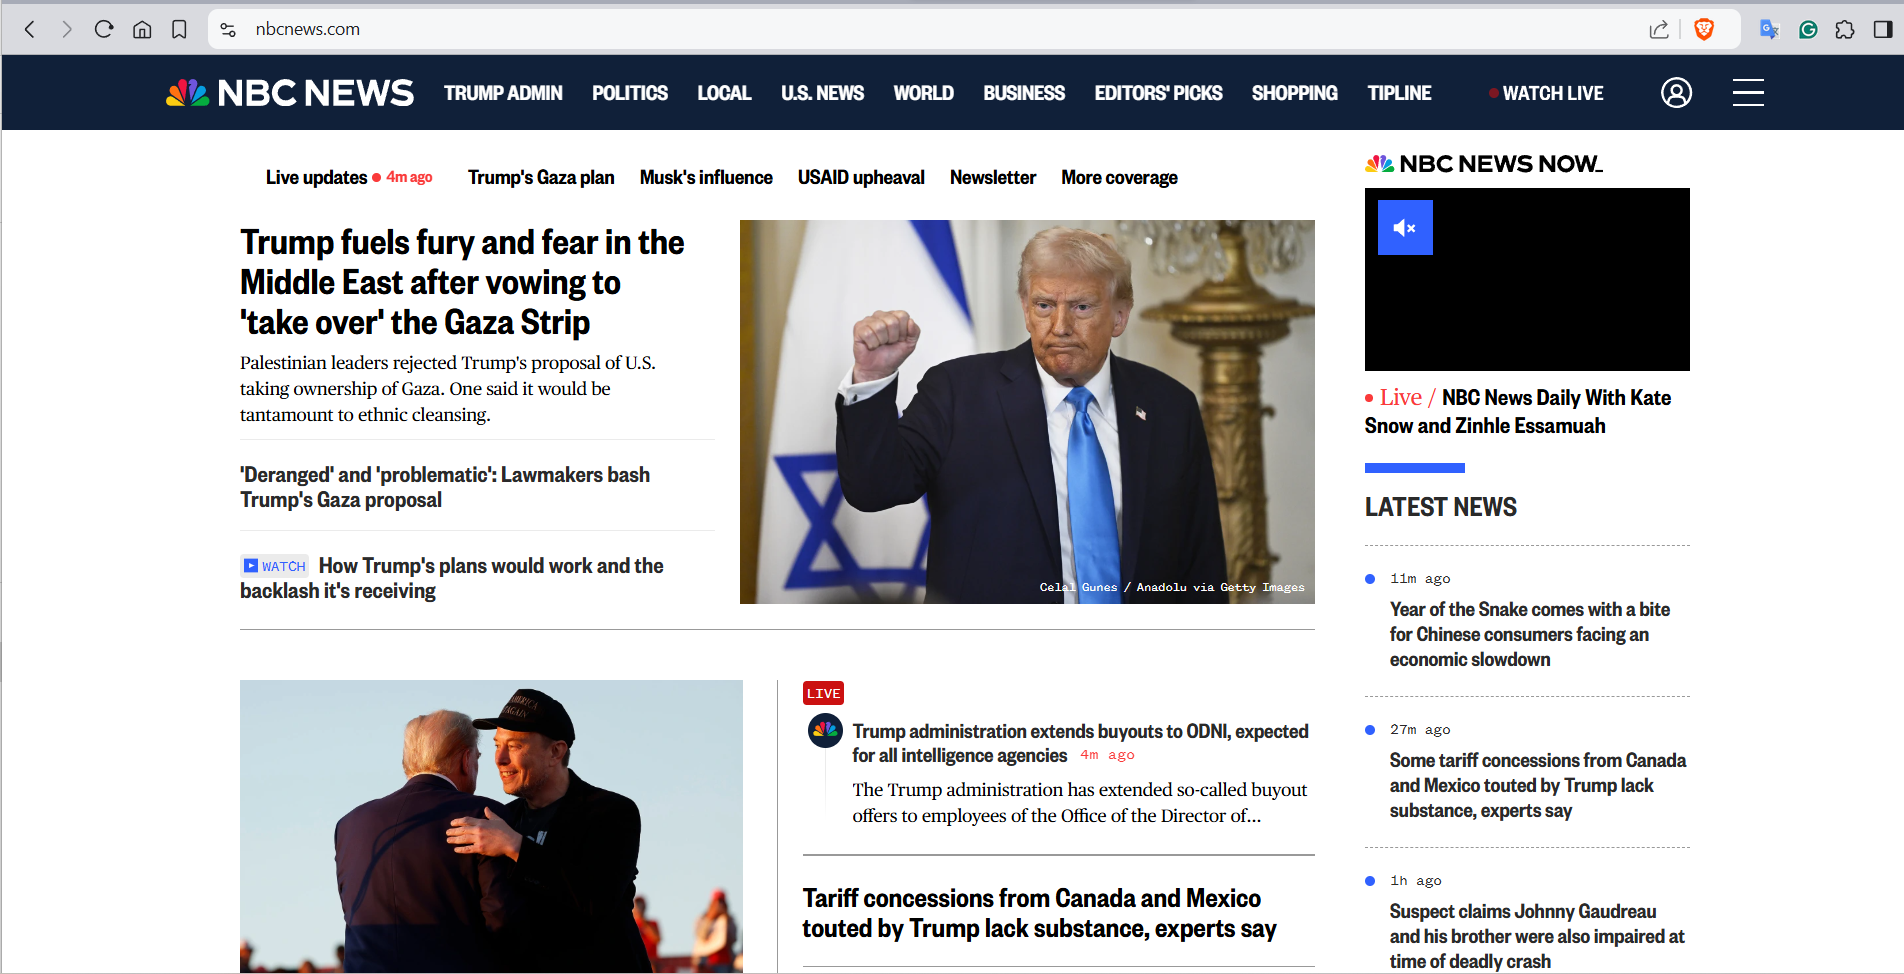 nbcnews.com
NBC NEWS
TRUMP ADMIN
POLITICS
LOCAL
U.S. NEWS
WORLD
BUSINESS
EDITORS' PICKS
SHOPPING
TIPLINE
WATCH LIVE
Live updates 4m ago
Trump's Gaza plan
Musk's influence
USAID upheaval
Newsletter
More coverage
Trump fuels fury and fear in the
Middle East after vowing to
'take over' the Gaza Strip
Palestinian leaders rejected Trump's proposal of U.S.
taking ownership of Gaza. One said it would be
tantamount to ethnic cleansing.
'Deranged' and 'problematic': Lawmakers bash
Trump's Gaza proposal
WATCH How Trump's plans would work and the
backlash it's receiving
Celal Gunes / Anadolu via Getty Images
AMERICA
AGAIN
LIVE
Trump administration extends buyouts to ODNI, expected
for all intelligence agencies 4m ago
The Trump administration has extended so-called buyout
offers to employees of the Office of the Director of...
Tariff concessions from Canada and Mexico
touted by Trump lack substance, experts say
NBC NEWS NOW_
Live / NBC News Daily With Kate
Snow and Zinhle Essamuah
LATEST NEWS
11m ago
Year of the Snake comes with a bite
for Chinese consumers facing an
economic slowdown
27m ago
Some tariff concessions from Canada
and Mexico touted by Trump lack
substance, experts say
1h ago
Suspect claims Johnny Gaudreau
and his brother were also impaired at
time of deadly crash